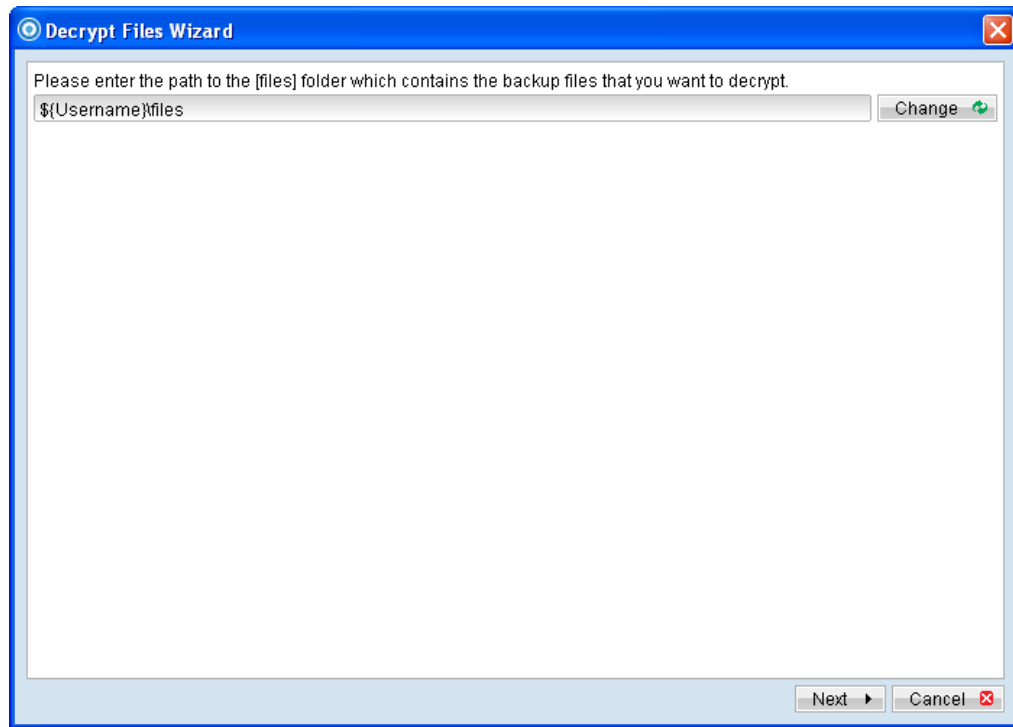 Decrypt Files Wizard
Please enter the path to the [files] folder which contains the backup files that you want to decrypt.
${Username}\files
Change
Next
Cancel